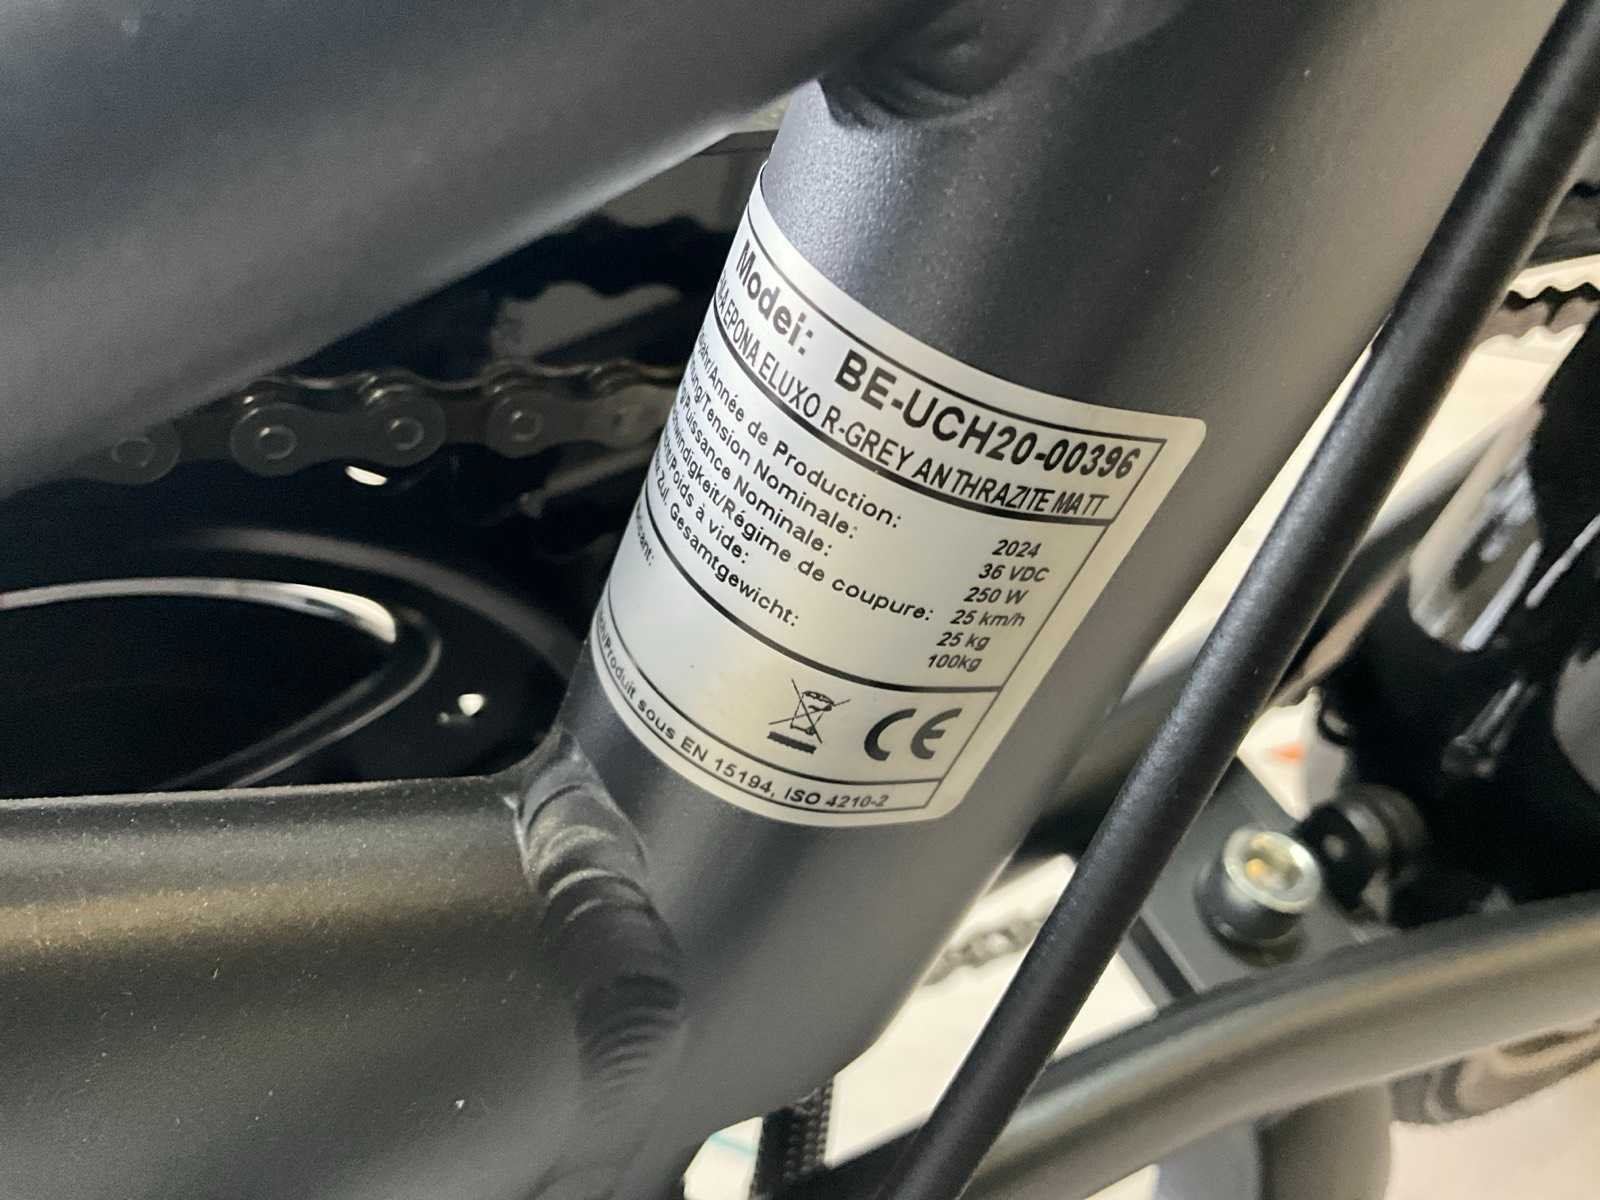 Model: BE-UCH20-00396
EPONA ELUXO R-GREY ANTHRAZITE MATT
/Année de Production: 2024
/Tension Nominale: 36 VDC
/Puissance Nominale: 250 W
/Régime de coupure: 25 km/h
/Poids à vide: 25 kg
Zul. Gesamtgewicht: 100kg
CE
/Produit sous EN 15194, ISO 4210-2